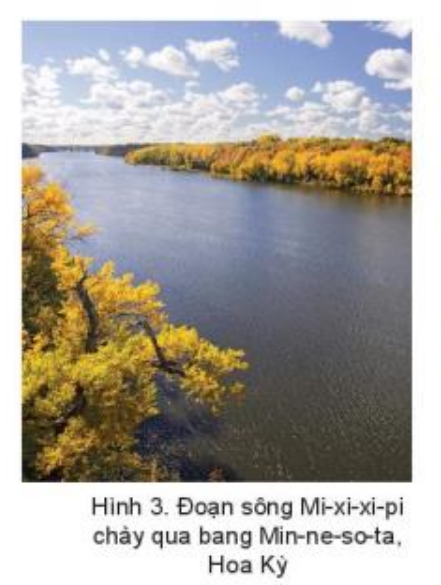 Hình 3. Đoạn sông Mi-xi-xi-pi
chảy qua bang Min-ne-so-ta,
Hoa Kỳ